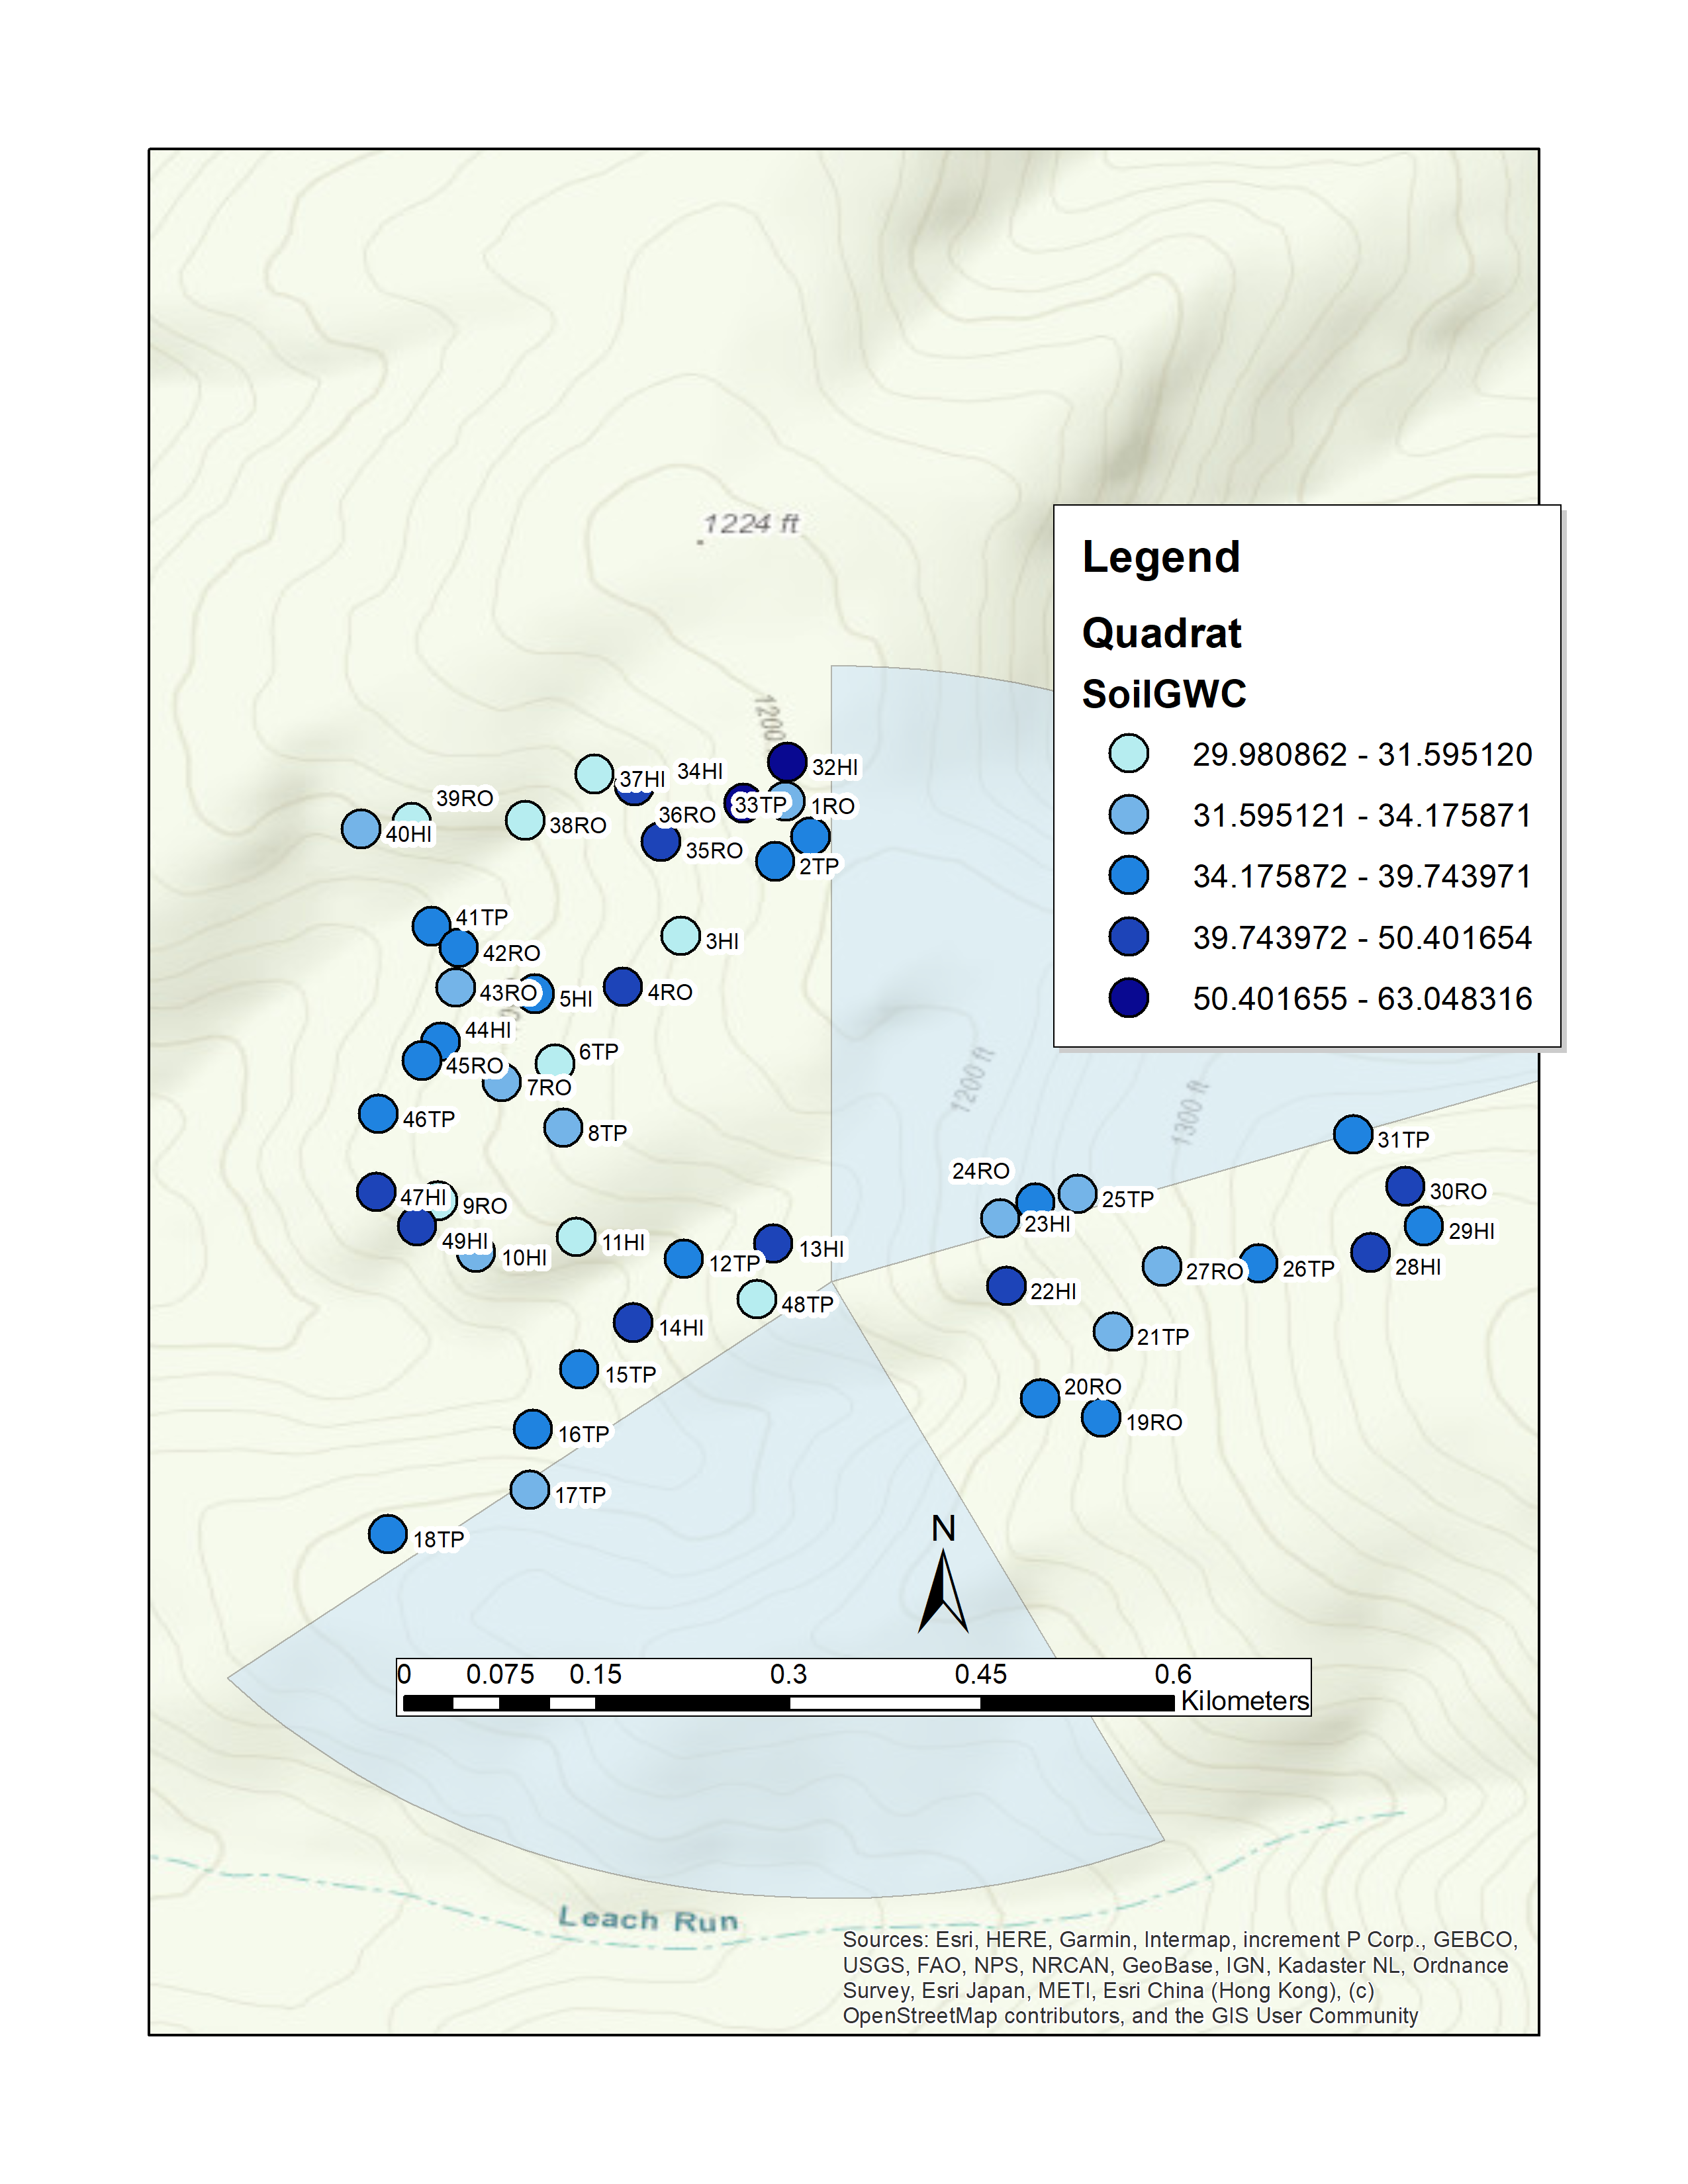 1224 ft
Legend
Quadrat
SoilGWC
29.980862 - 31.595120
31.595121 - 34.175871
34.175872 - 39.743971
39.743972 - 50.401654
50.401655 - 63.048316
1200
32HI
34HI
37HI
39RO
33TP
1RO
36RO
38RO
40HI
35RO
2TP
41TP
3HI
42RO
43RO
5HI
4RO
44HI
6TP
45RO
7RO
1200 ft
1300 ft
46TP
8TP
31TP
24RO
30RO
47HI
9RO
25TP
23HI
29HI
49HI
11HI
13HI
10HI
12TP
27RO
26TP
28HI
22HI
48TP
14HI
21TP
15TP
20RO
19RO
16TP
17TP
18TP
N
0 0.075 0.15 0.3 0.45 0.6
Kilometers
Leach Run
Sources: Esri, HERE, Garmin, Intermap, increment P Corp., GEBCO,
USGS, FAO, NPS, NRCAN, GeoBase, IGN, Kadaster NL, Ordnance
Survey, Esri Japan, METI, Esri China (Hong Kong), (c)
OpenStreetMap contributors, and the GIS User Community